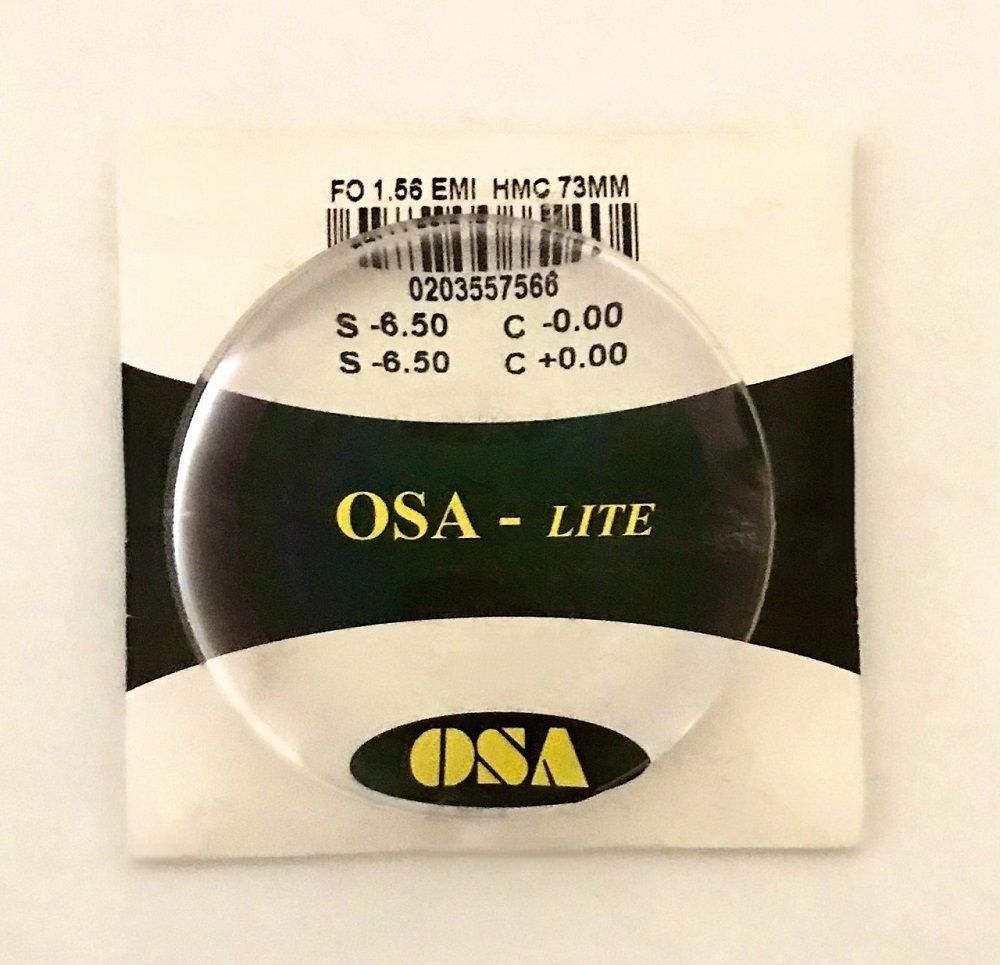 FO 1.56 EMI HMC 73MM
0203557566
S -6.50 C -0.00
S -6.50 C +0.00
OSA - LITE
OSA